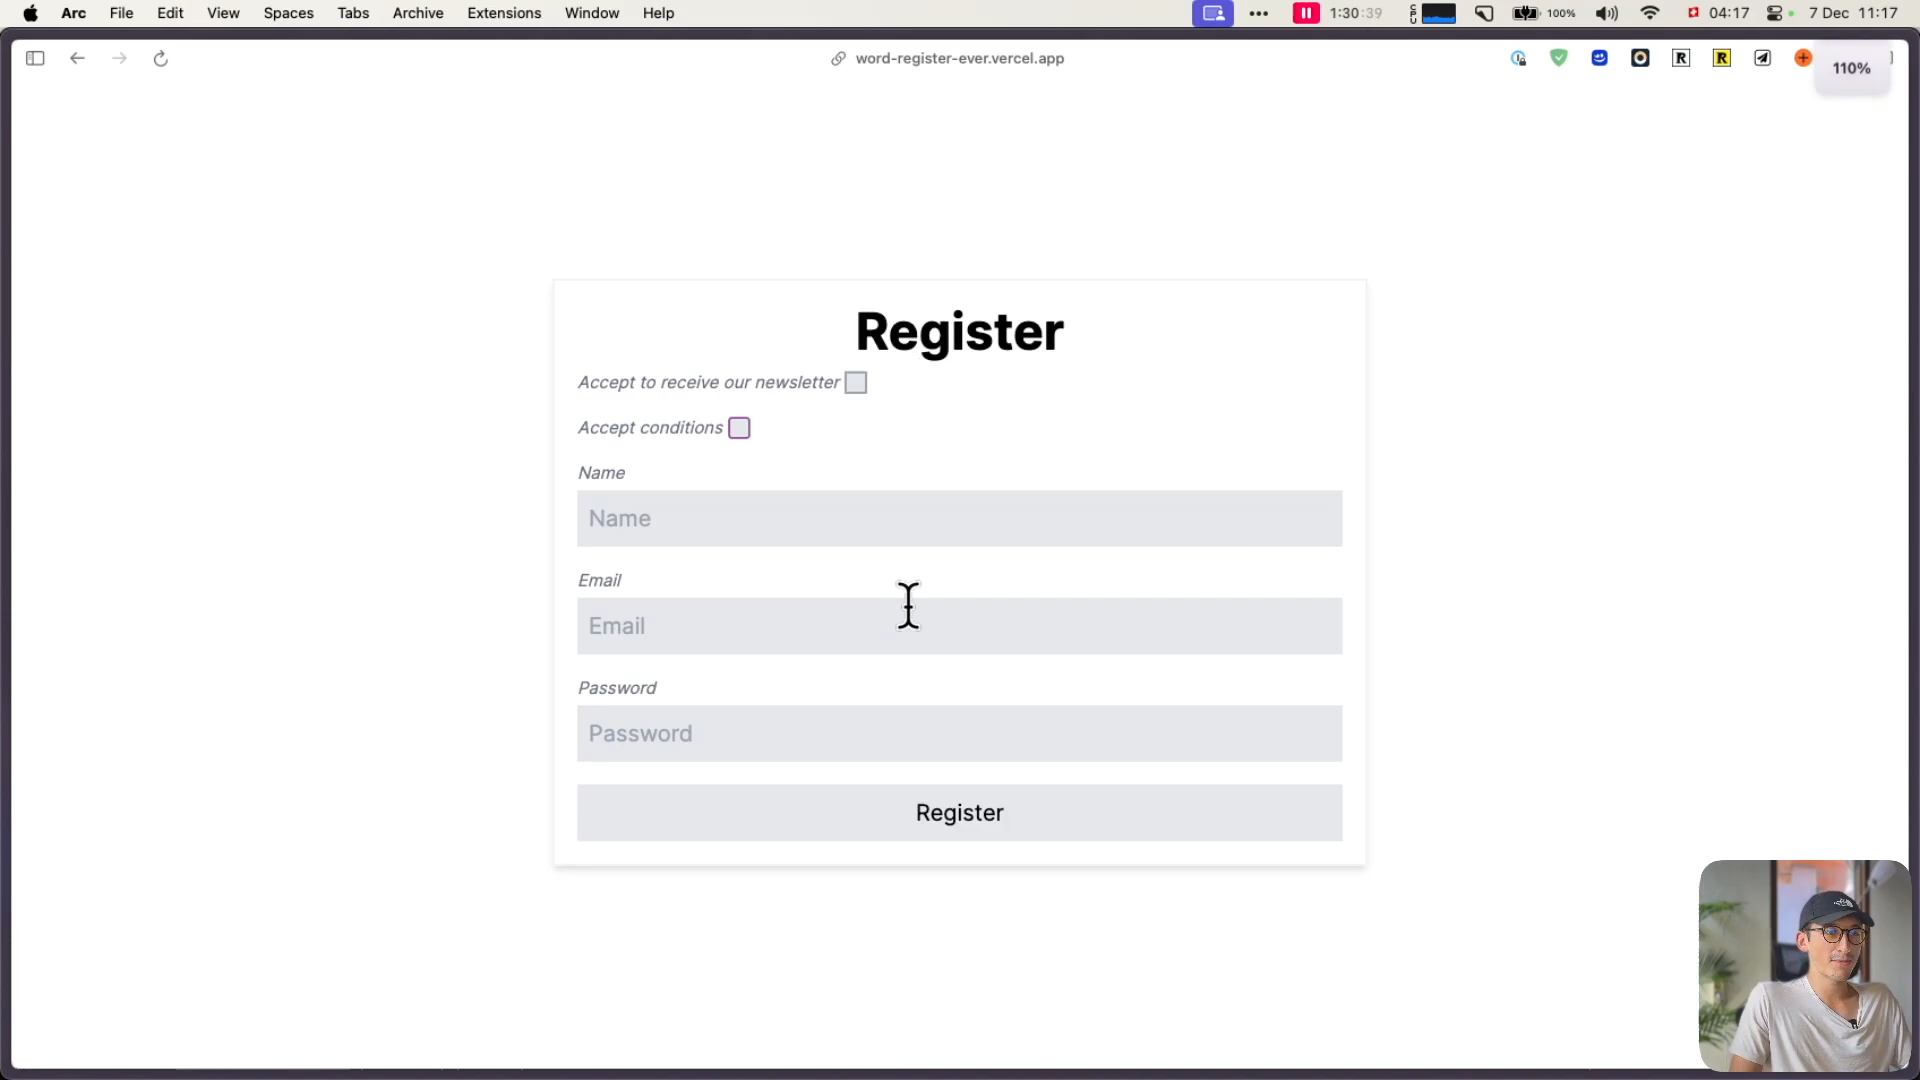 Arc File Edit View Spaces Tabs Archive Extensions Window Help 1:30:39 CPU 100% 04:17 7 Dec 11:17
word-register-ever.vercel.app R R 110%
Register
Accept to receive our newsletter
Accept conditions
Name
Name
Email
Email
Password
Password
Register